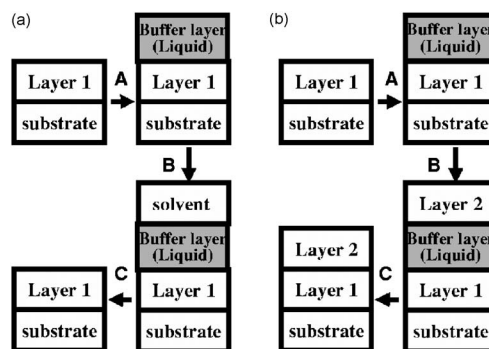 (a)
Buffer layer
(Liquid)
Layer 1
A
Layer 1
substrate
substrate
B
solvent
Buffer layer
(Liquid)
Layer 1
C
Layer 1
substrate
substrate
(b)
Buffer layer
(Liquid)
Layer 1
A
Layer 1
substrate
substrate
B
Layer 2
Layer 2
Buffer layer
(Liquid)
Layer 1
C
Layer 1
substrate
substrate